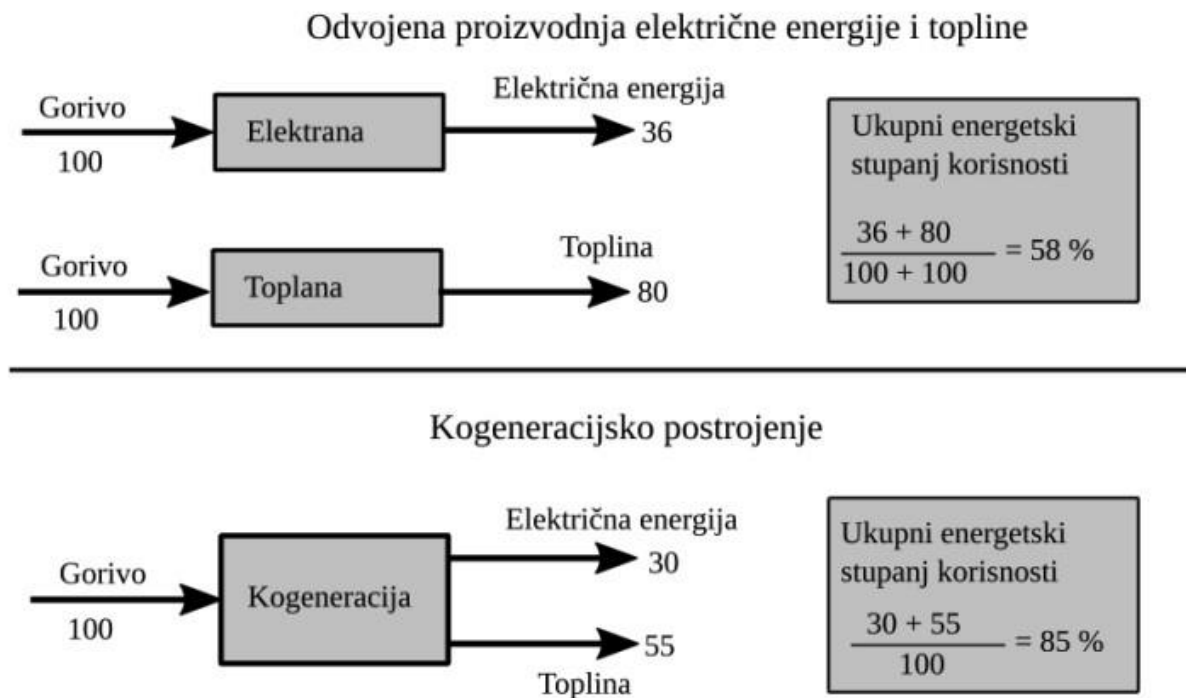 Odvojena proizvodnja električne energije i topline
Gorivo
100
Elektrana
Električna energija
36
Gorivo
100
Toplana
Toplina
80
Ukupni energetski
stupanj korisnosti
36 + 80
100 + 100
= 58 %
Kogeneracijsko postrojenje
Gorivo
100
Kogeneracija
Električna energija
30
55
Toplina
Ukupni energetski
stupanj korisnosti
30 + 55
100
= 85 %